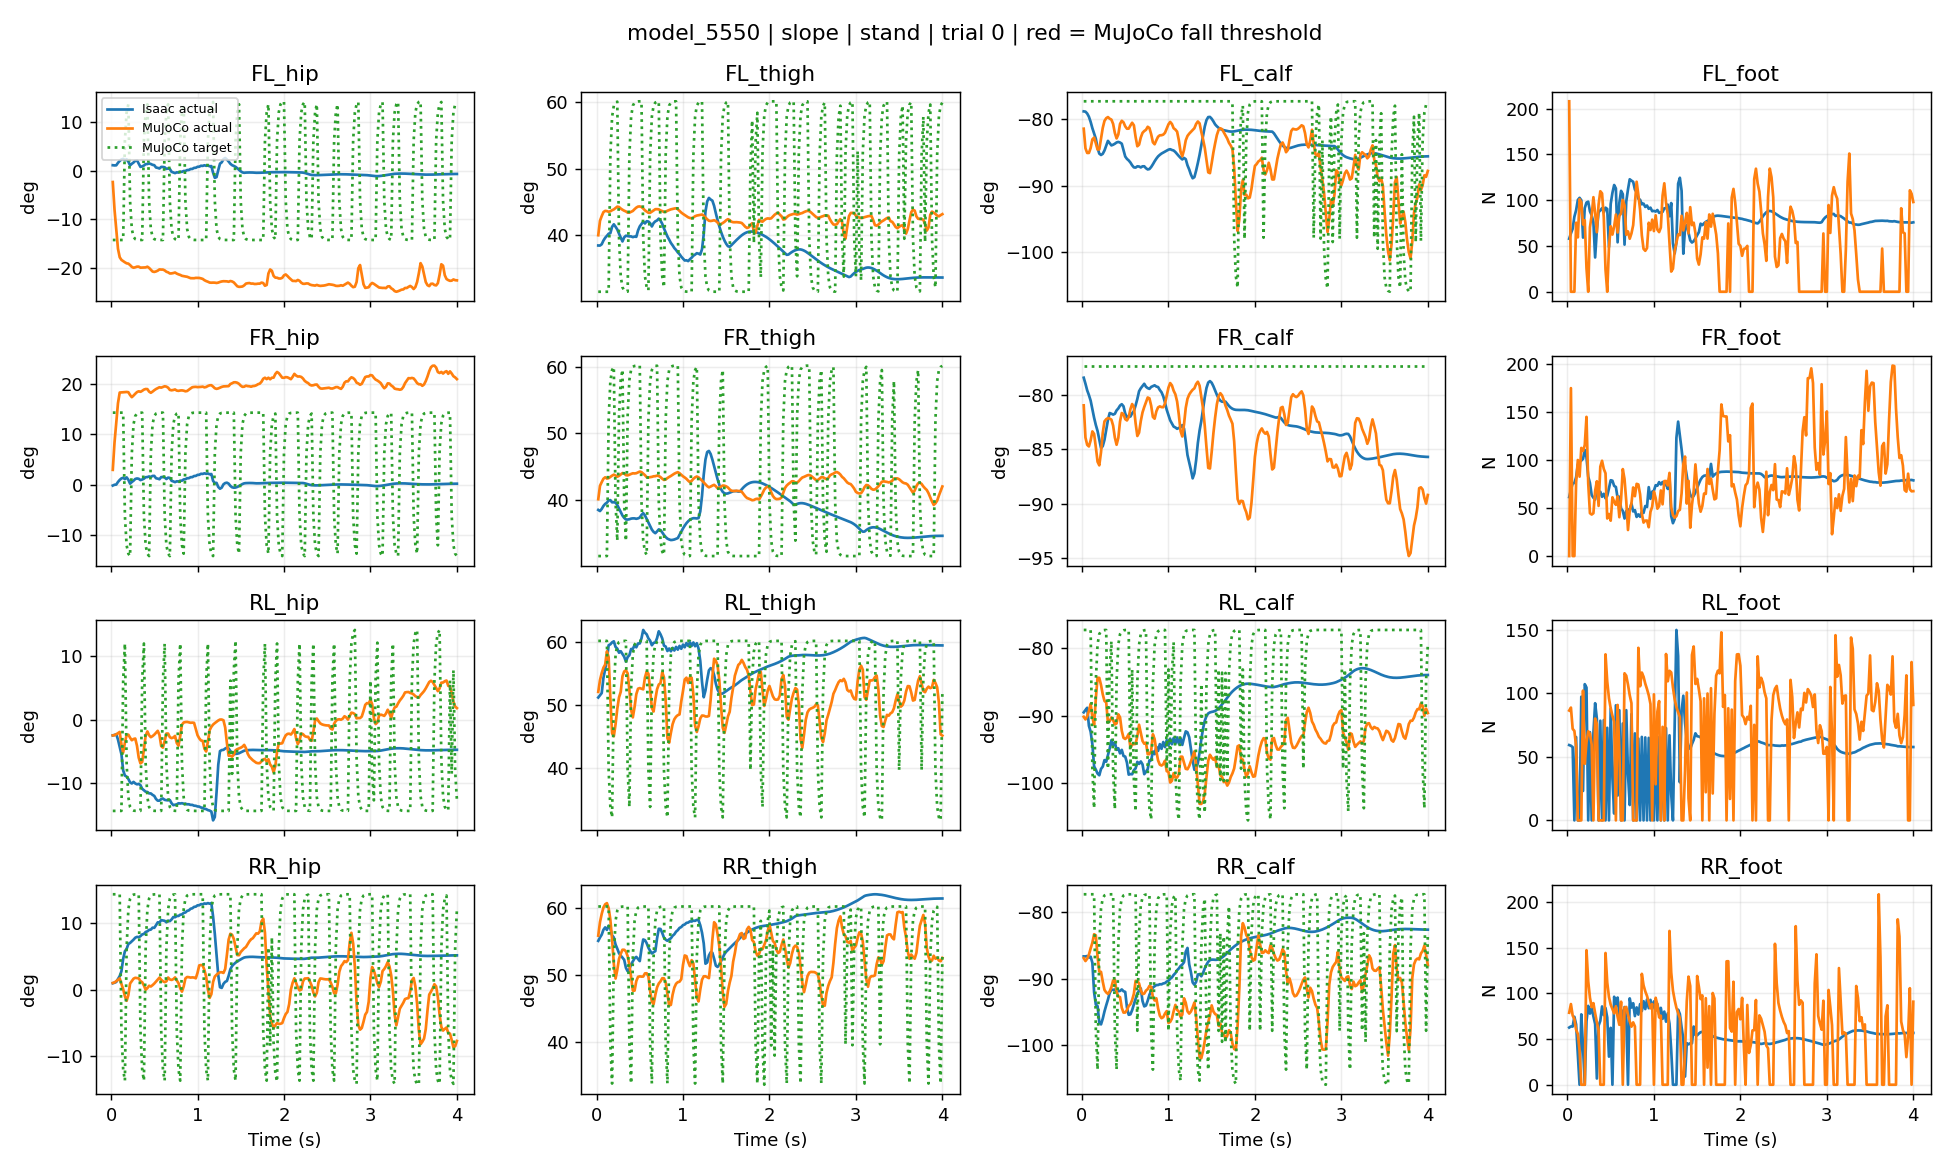 model_5550 | slope | stand | trial 0 | red = MuJoCo fall threshold
FL_hip
FL_thigh
FL_calf
FL_foot
Isaac actual
MuJoCo actual
MuJoCo target
deg
10
0
−10
−20
deg
60
50
40
deg
−80
−90
−100
N
200
150
100
50
0
FR_hip
FR_thigh
FR_calf
FR_foot
deg
20
10
0
−10
deg
60
50
40
deg
−80
−85
−90
−95
N
200
150
100
50
0
RL_hip
RL_thigh
RL_calf
RL_foot
deg
10
0
−10
deg
60
50
40
deg
−80
−90
−100
N
150
100
50
0
RR_hip
RR_thigh
RR_calf
RR_foot
deg
10
0
−10
deg
60
50
40
deg
−80
−90
−100
N
200
150
100
50
0
0 1 2 3 4
0 1 2 3 4
0 1 2 3 4
0 1 2 3 4
Time (s)
Time (s)
Time (s)
Time (s)